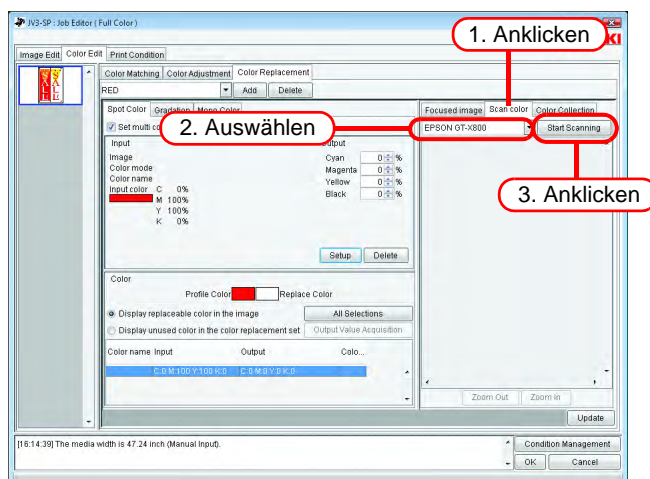 JV3-SP : Job Editor ( Full Color )
1. Anklicken
KI
Image Edit Color Edit Print Condition
Color Matching Color Adjustment Color Replacement
RED Add Delete
Spot Color Gradation Mono Color
Focused image Scan color Color Collection
Set multi co
2. Auswählen
EPSON GT-X800 Start Scanning
Input
Output
Image
Color mode
Color name
Input color C 0%
M 100%
Y 100%
K 0%
Cyan 0 %
Magenta 0 %
Yellow 0 %
Black 0 %
3. Anklicken
Setup Delete
Color
Profile Color Replace Color
Display replaceable color in the image All Selections
Display unused color in the color replacement set Output Value Acquisition
Color name Input Output Colo...
C:0 M:100 Y:100 K:0 C:0 M:0 Y:0 K:0
Zoom Out Zoom in
Update
[16:14:39] The media width is 47.24 inch (Manual Input).
Condition Management
OK Cancel